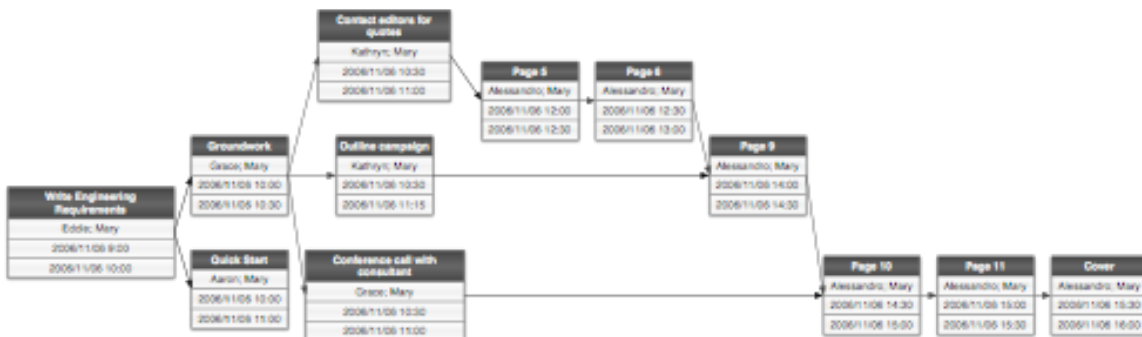 Contact editors for
quotes
Kathryn; Mary
2006/11/06 10:30
2006/11/06 11:00
Page 5
Alessandro; Mary
2006/11/06 12:00
2006/11/06 12:30
Page 6
Alessandro; Mary
2006/11/06 12:30
2006/11/06 13:00
Groundwork
Grace; Mary
2006/11/06 10:00
2006/11/06 10:30
Outline campaign
Kathryn; Mary
2006/11/06 10:30
2006/11/06 11:15
Page 9
Alessandro; Mary
2006/11/06 14:00
2006/11/06 14:30
Write Engineering
Requirements
Eddie; Mary
2006/11/06 9:00
2006/11/06 10:00
Quick Start
Aaron; Mary
2006/11/06 10:00
2006/11/06 11:00
Conference call with
consultant
Grace; Mary
2006/11/06 10:30
2006/11/06 11:00
Page 10
Alessandro; Mary
2006/11/06 14:30
2006/11/06 15:00
Page 11
Alessandro; Mary
2006/11/06 15:00
2006/11/06 15:30
Cover
Alessandro; Mary
2006/11/06 15:30
2006/11/06 16:00